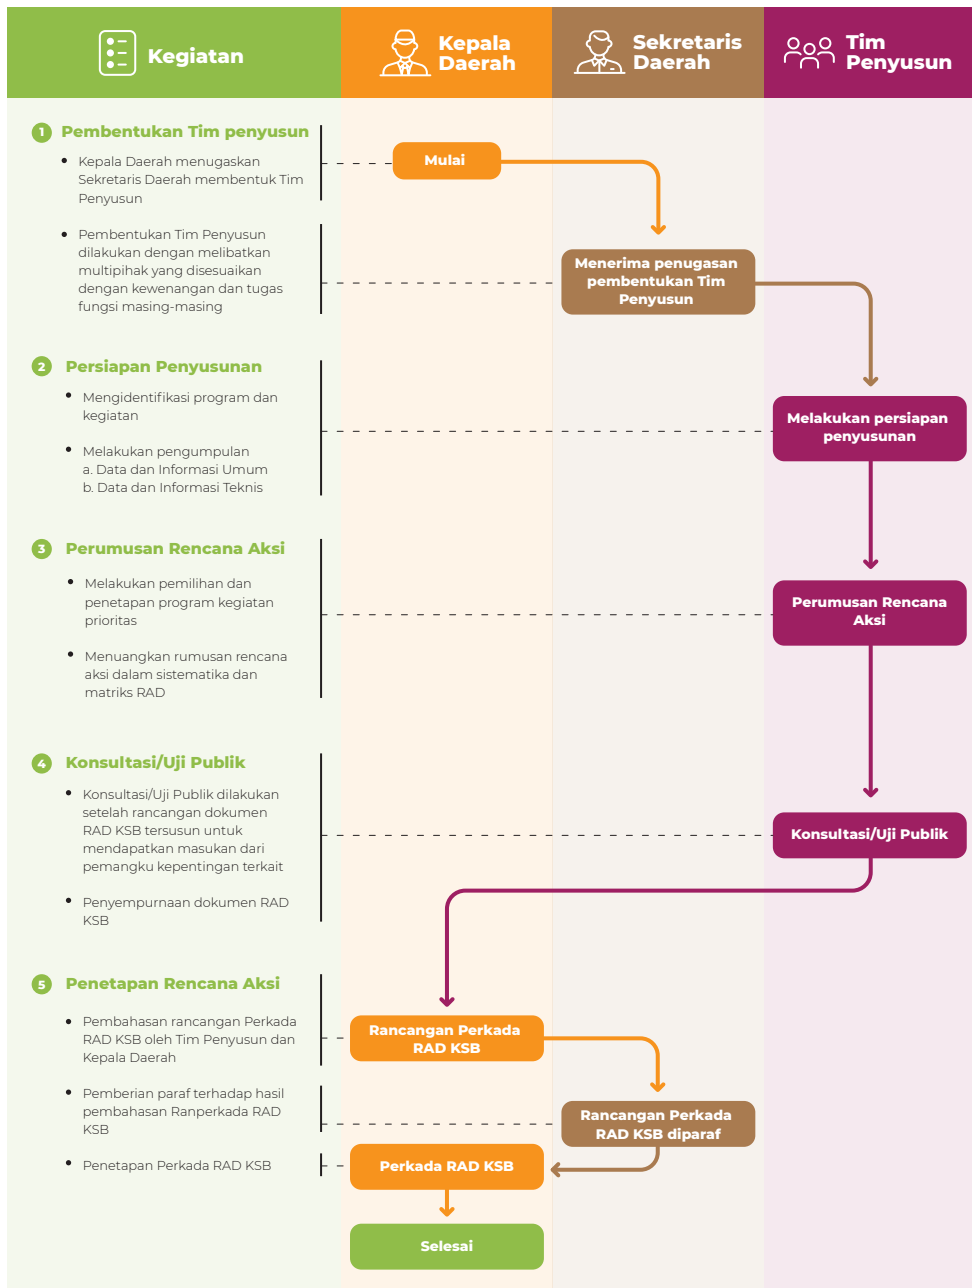 Kegiatan
Kepala
Daerah
Sekretaris
Daerah
Tim
Penyusun
1 Pembentukan Tim penyusun
• Kepala Daerah menugaskan
Sekretaris Daerah membentuk Tim
Penyusun
• Pembentukan Tim Penyusun
dilakukan dengan melibatkan
multipihak yang disesuaikan
dengan kewenangan dan tugas
fungsi masing-masing
Mulai
Menerima penugasan
pembentukan Tim
Penyusun
2 Persiapan Penyusunan
• Mengidentifikasi program dan
kegiatan
• Melakukan pengumpulan
a. Data dan Informasi Umum
b. Data dan Informasi Teknis
Melakukan persiapan
penyusunan
3 Perumusan Rencana Aksi
• Melakukan pemilihan dan
penetapan program kegiatan
prioritas
• Menuangkan rumusan rencana
aksi dalam sistematika dan
matriks RAD
Perumusan Rencana
Aksi
4 Konsultasi/Uji Publik
• Konsultasi/Uji Publik dilakukan
setelah rancangan dokumen
RAD KSB tersusun untuk
mendapatkan masukan dari
pemangku kepentingan terkait
• Penyempurnaan dokumen RAD
KSB
Konsultasi/Uji Publik
5 Penetapan Rencana Aksi
• Pembahasan rancangan Perkada
RAD KSB oleh Tim Penyusun dan
Kepala Daerah
• Pemberian paraf terhadap hasil
pembahasan Ranperkada RAD
KSB
• Penetapan Perkada RAD KSB
Rancangan Perkada
RAD KSB
Rancangan Perkada
RAD KSB diparaf
Perkada RAD KSB
Selesai